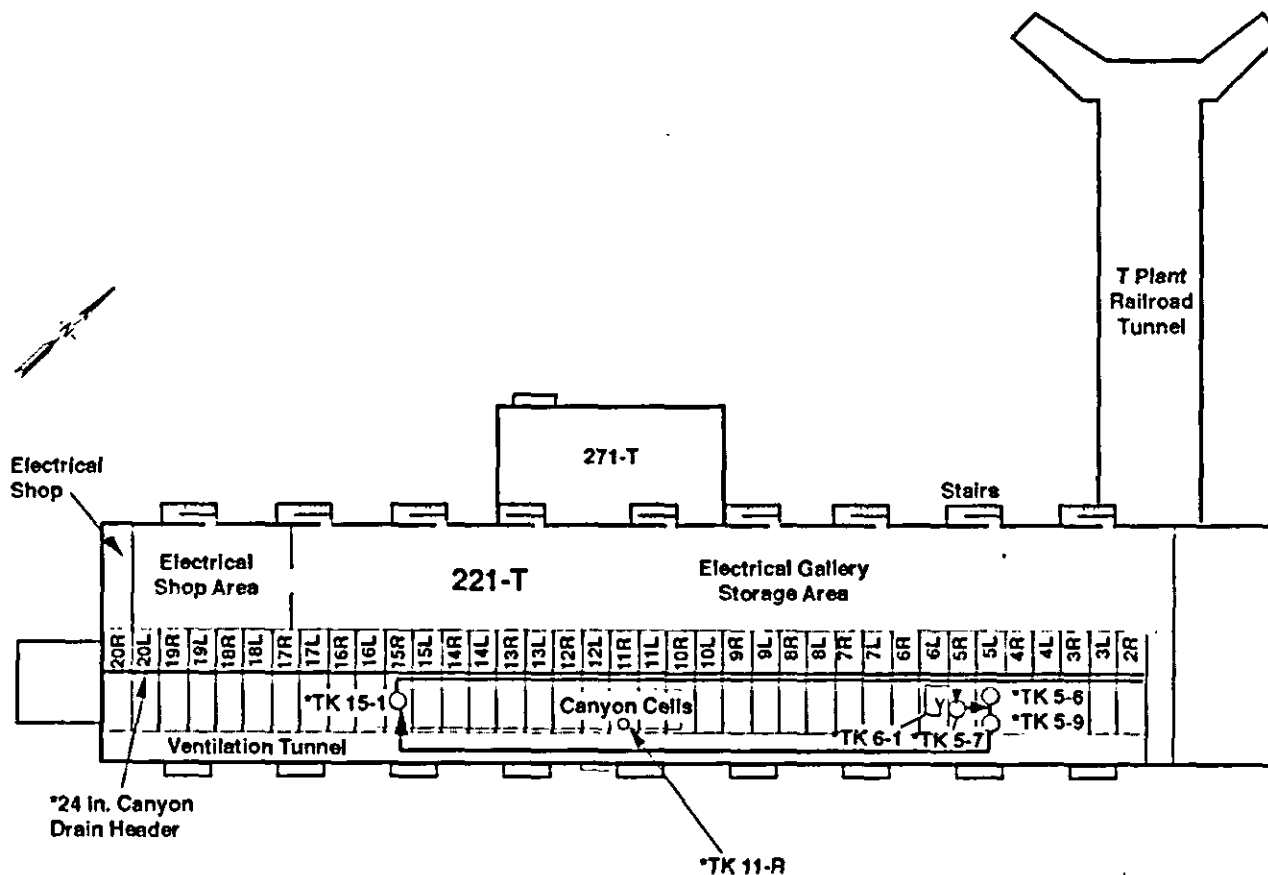 T Plant
Railroad
Tunnel
N
271-T
Electrical
Shop
Stairs
Electrical
Shop Area
221-T
Electrical Gallery
Storage Area
20R
20L
19R
19L
18R
18L
17R
17L
16R
16L
15R
15L
14R
14L
13R
13L
12R
12L
11R
11L
10R
10L
9R
9L
8R
8L
7R
7L
6R
6L
5R
5L
4R
4L
3R
3L
2R
*TK 15-1
Canyon Cells
*TK 5-6
*TK 5-9
*TK 6-1
*TK 5-7
Ventilation Tunnel
*24 in. Canyon
Drain Header
*TK 11-R